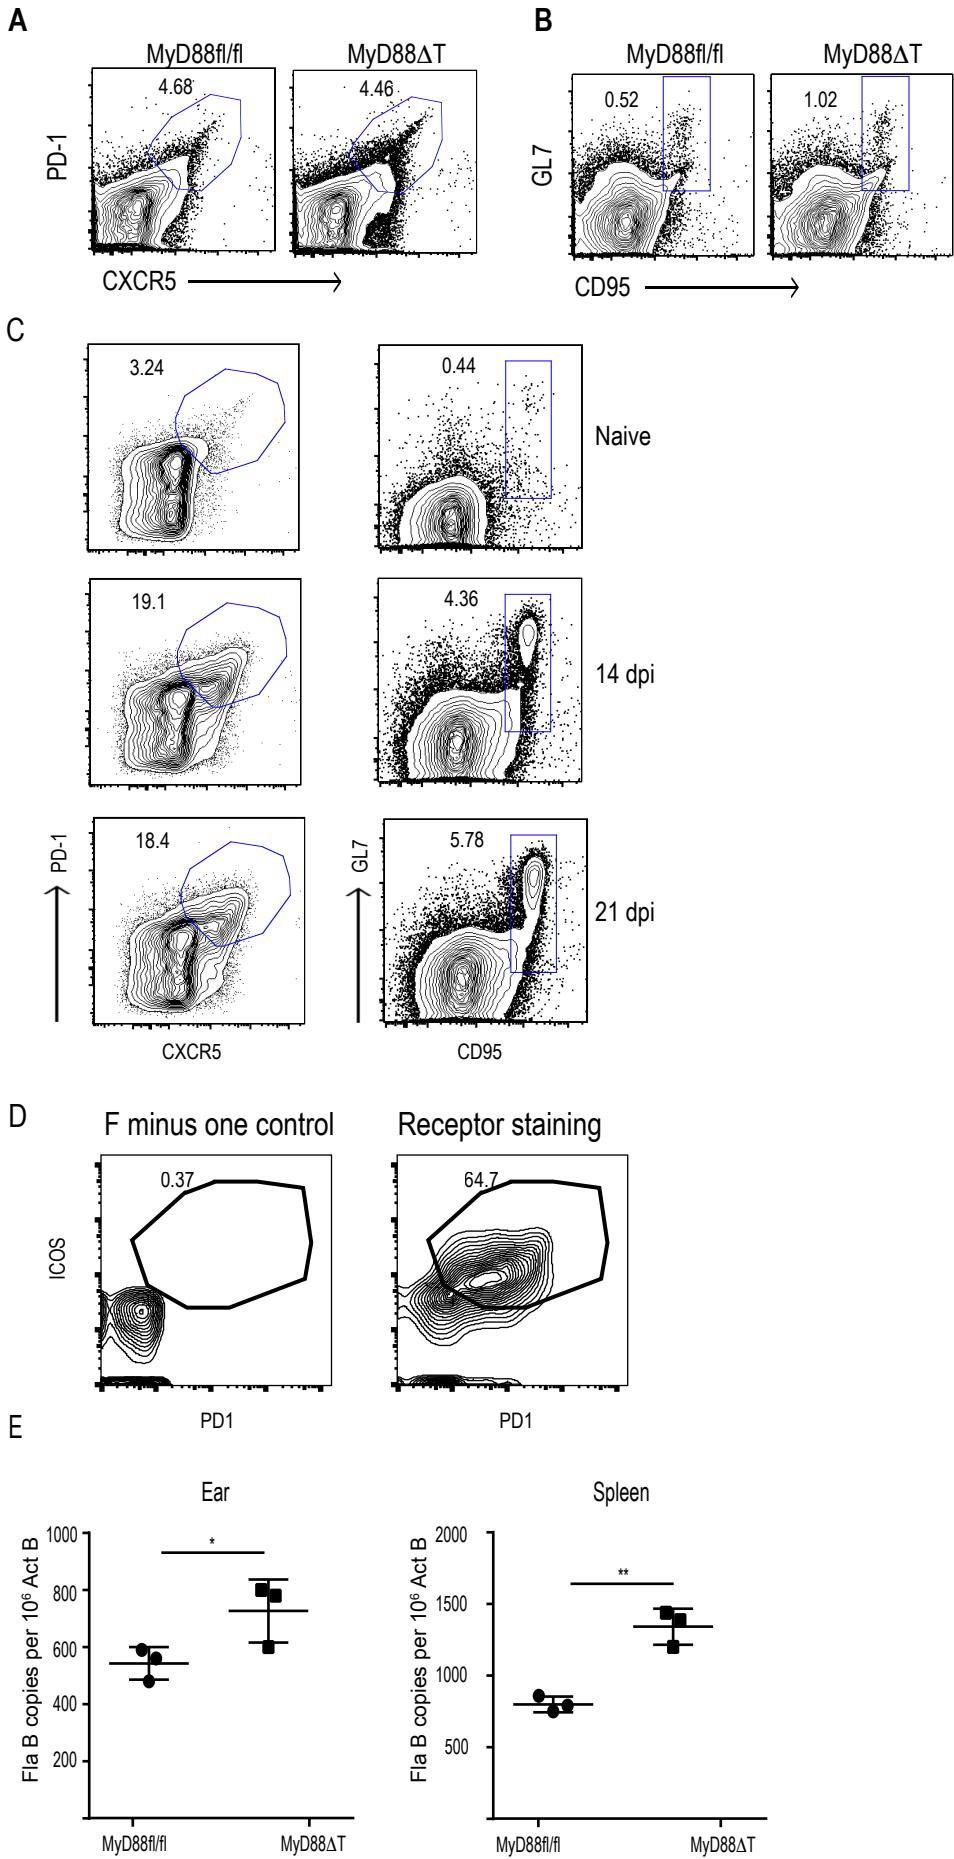 A
MyD88fl/fl
MyD88ΔT
4.68
4.46
PD-1
CXCR5
B
MyD88fl/fl
MyD88ΔT
0.52
1.02
GL7
CD95
C
3.24
0.44
Naive
19.1
4.36
14 dpi
18.4
5.78
21 dpi
PD-1
GL7
CXCR5
CD95
D
F minus one control
Receptor staining
0.37
64.7
ICOS
PD1
PD1
E
Ear
Spleen
Fla B copies per 10⁶ Act B
1000
800
600
400
200
*
MyD88fl/fl
MyD88ΔT
Fla B copies per 10⁶ Act B
2000
1500
1000
500
**
MyD88fl/fl
MyD88ΔT